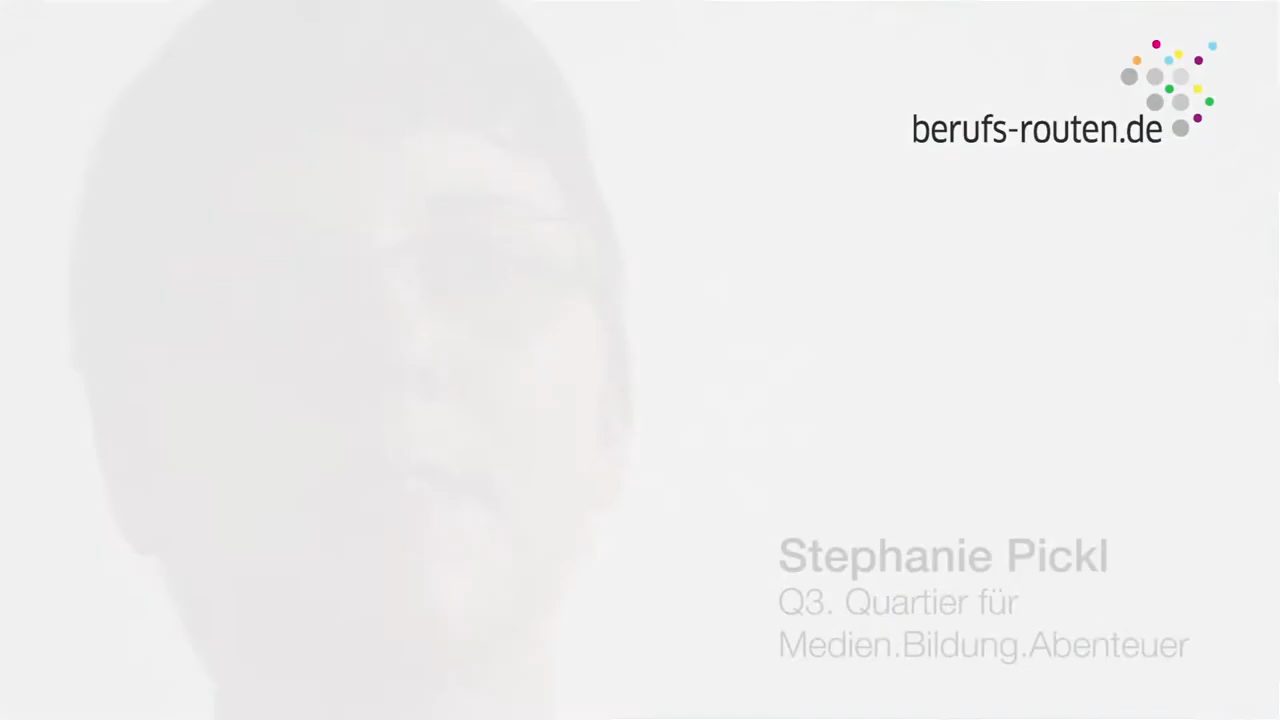 berufs-routen.de
Stephanie Pickl
Q3. Quartier für
Medien.Bildung.Abenteuer